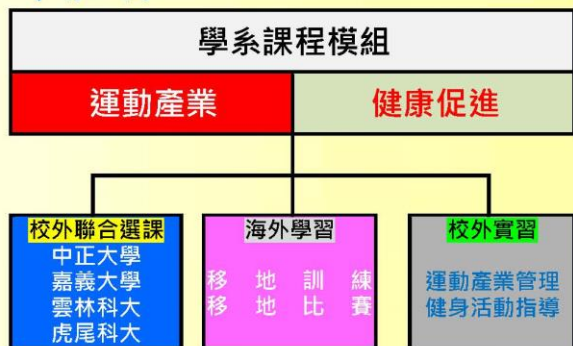 學系課程模組
運動產業
健康促進
校外聯合選課
中正大學
嘉義大學
雲林科大
虎尾科大
海外學習
移地訓練
移地比賽
校外實習
運動產業管理
健身活動指導